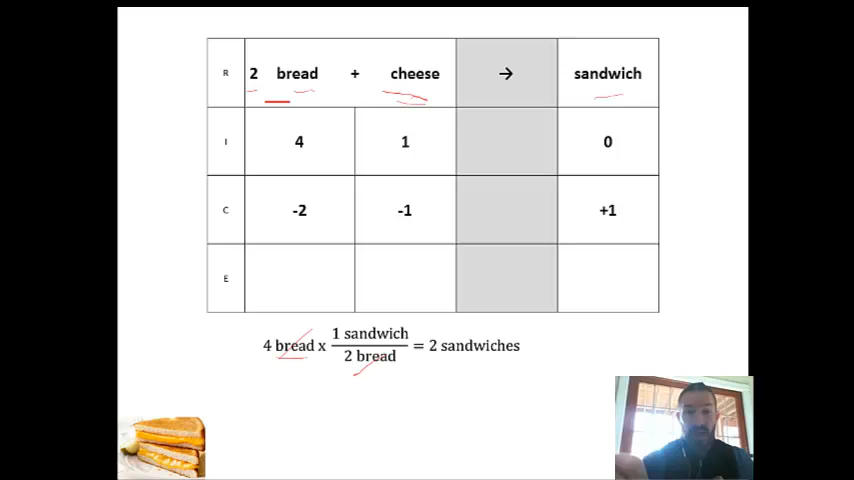 R 2 bread + cheese → sandwich
I 4 1 0
C -2 -1 +1
E
4 bread x 1 sandwich / 2 bread = 2 sandwiches